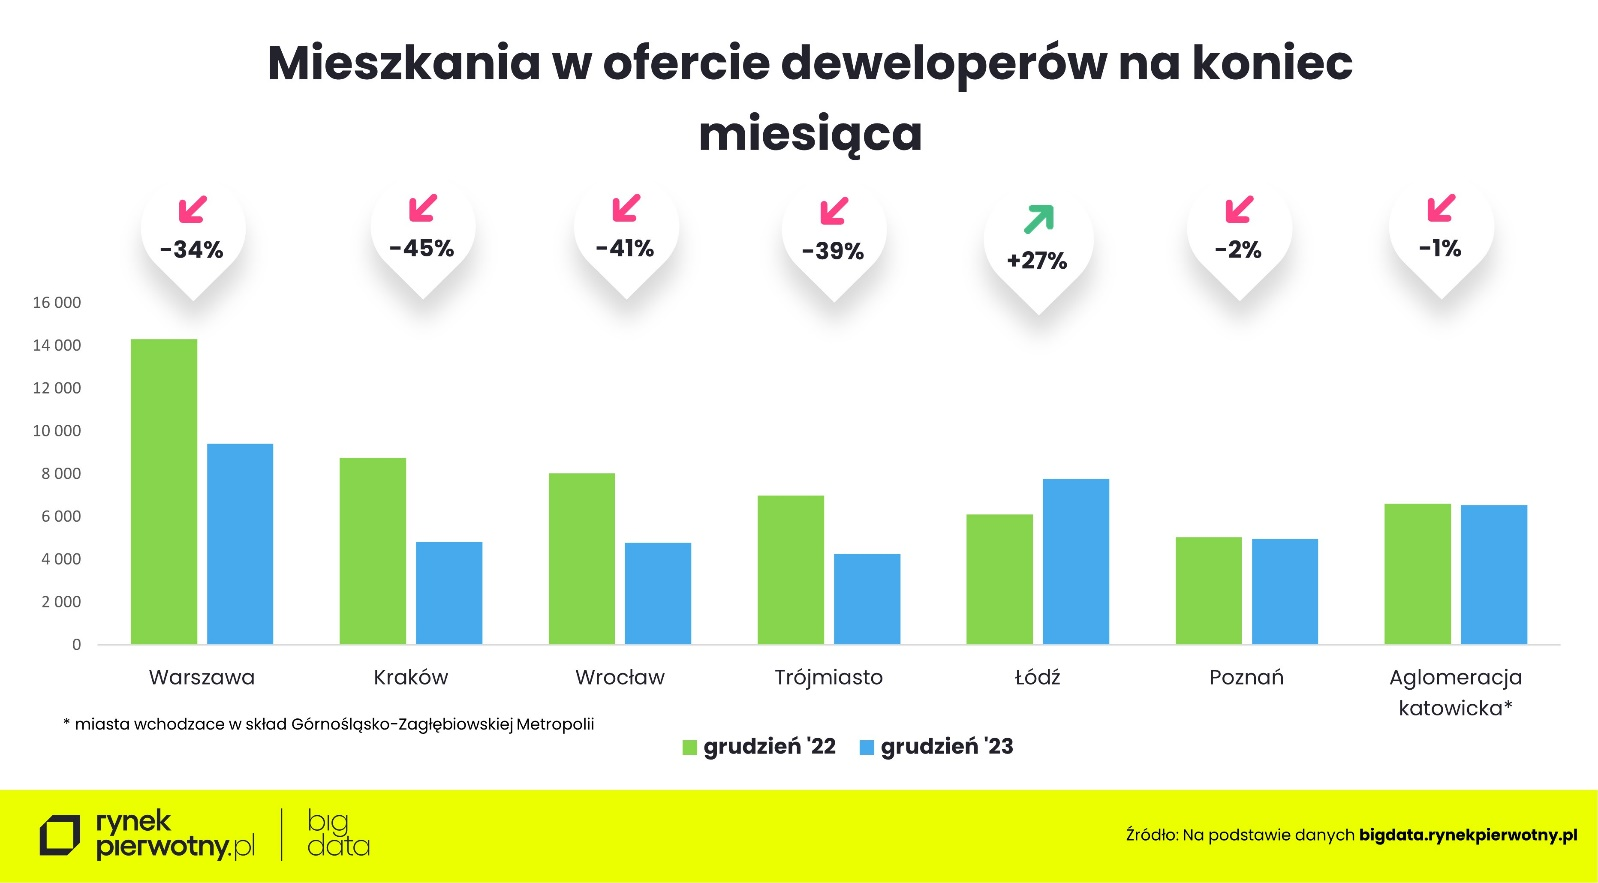 Mieszkania w ofercie deweloperów na koniec
miesiąca
-34%
-45%
-41%
-39%
+27%
-2%
-1%
16 000
14 000
12 000
10 000
8 000
6 000
4 000
2 000
0
Warszawa
Kraków
Wrocław
Trójmiasto
Łódź
Poznań
Aglomeracja
katowicka*
* miasta wchodzace w skład Górnośląsko-Zagłębiowskiej Metropolii
grudzień '22
grudzień '23
rynek
pierwotny.pl
big
data
Źródło: Na podstawie danych bigdata.rynekpierwotny.pl